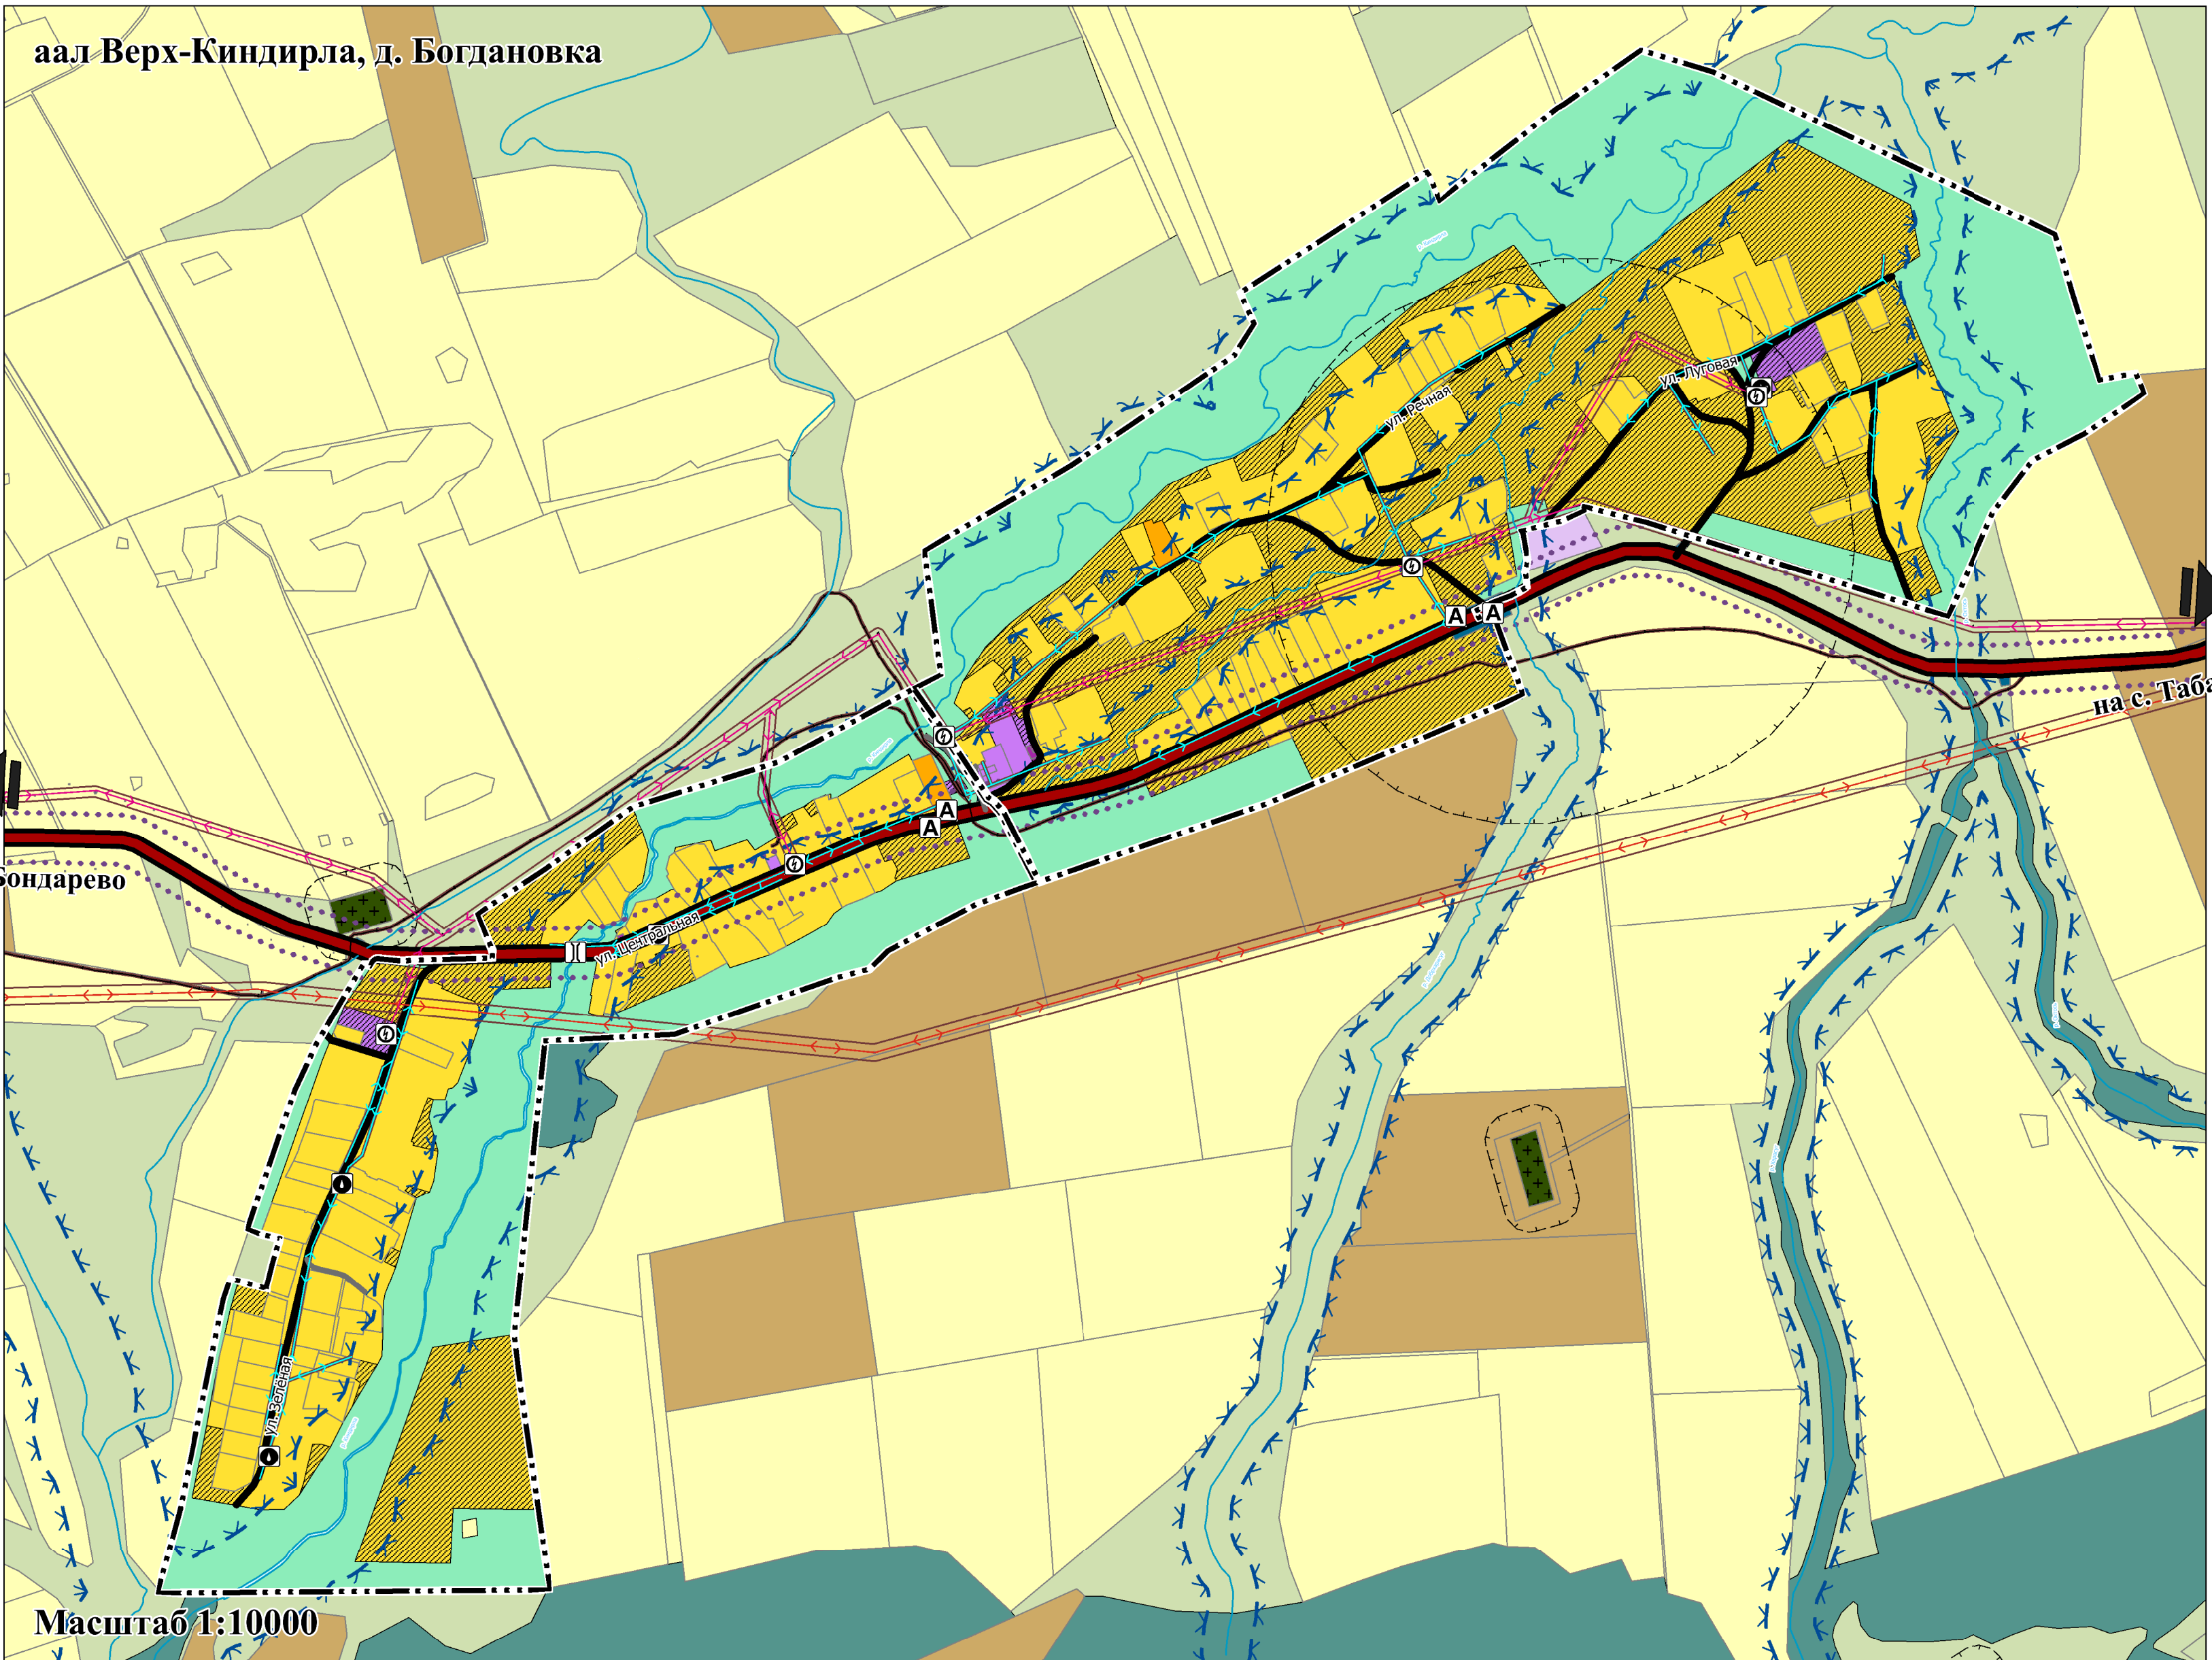 аал Верх-Киндирла, д. Богдановка
ул. Луговая
ул. Речная
А
А
на с. Таба
А
А
Бондарево
ул. Центральная
ул. Зелёная
Масштаб 1:10000